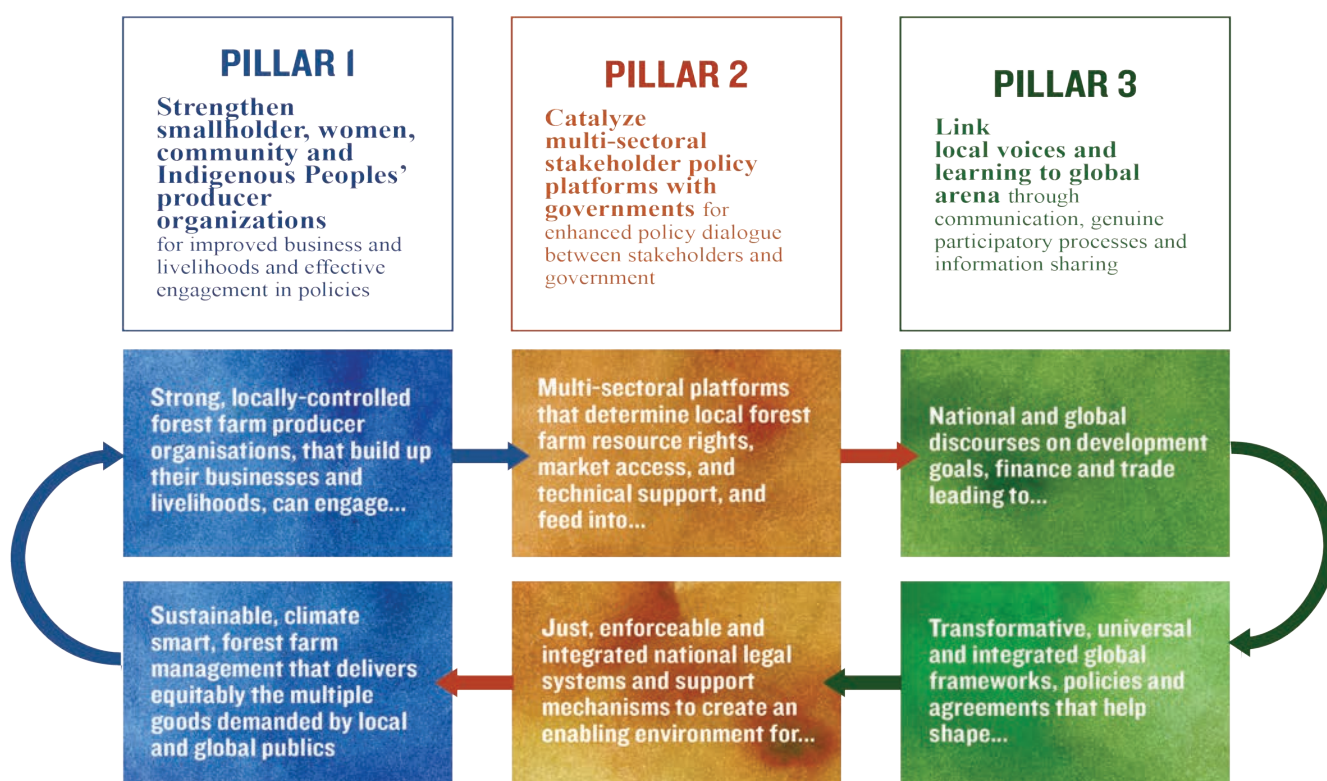 PILLAR 1
Strengthen
smallholder, women,
community and
Indigenous Peoples’
producer
organizations
for improved business and
livelihoods and effective
engagement in policies
PILLAR 2
Catalyze
multi-sectoral
stakeholder policy
platforms with
governments for
enhanced policy dialogue
between stakeholders and
government
PILLAR 3
Link
local voices and
learning to global
arena through
communication, genuine
participatory processes and
information sharing
Strong, locally-controlled
forest farm producer
organisations, that build up
their businesses and
livelihoods, can engage...
Multi-sectoral platforms
that determine local forest
farm resource rights,
market access, and
technical support, and
feed into...
National and global
discourses on development
goals, finance and trade
leading to...
Transformative, universal
and integrated global
frameworks, policies and
agreements that help
shape...
Just, enforceable and
integrated national legal
systems and support
mechanisms to create an
enabling environment for...
Sustainable, climate
smart, forest farm
management that delivers
equitably the multiple
goods demanded by local
and global publics